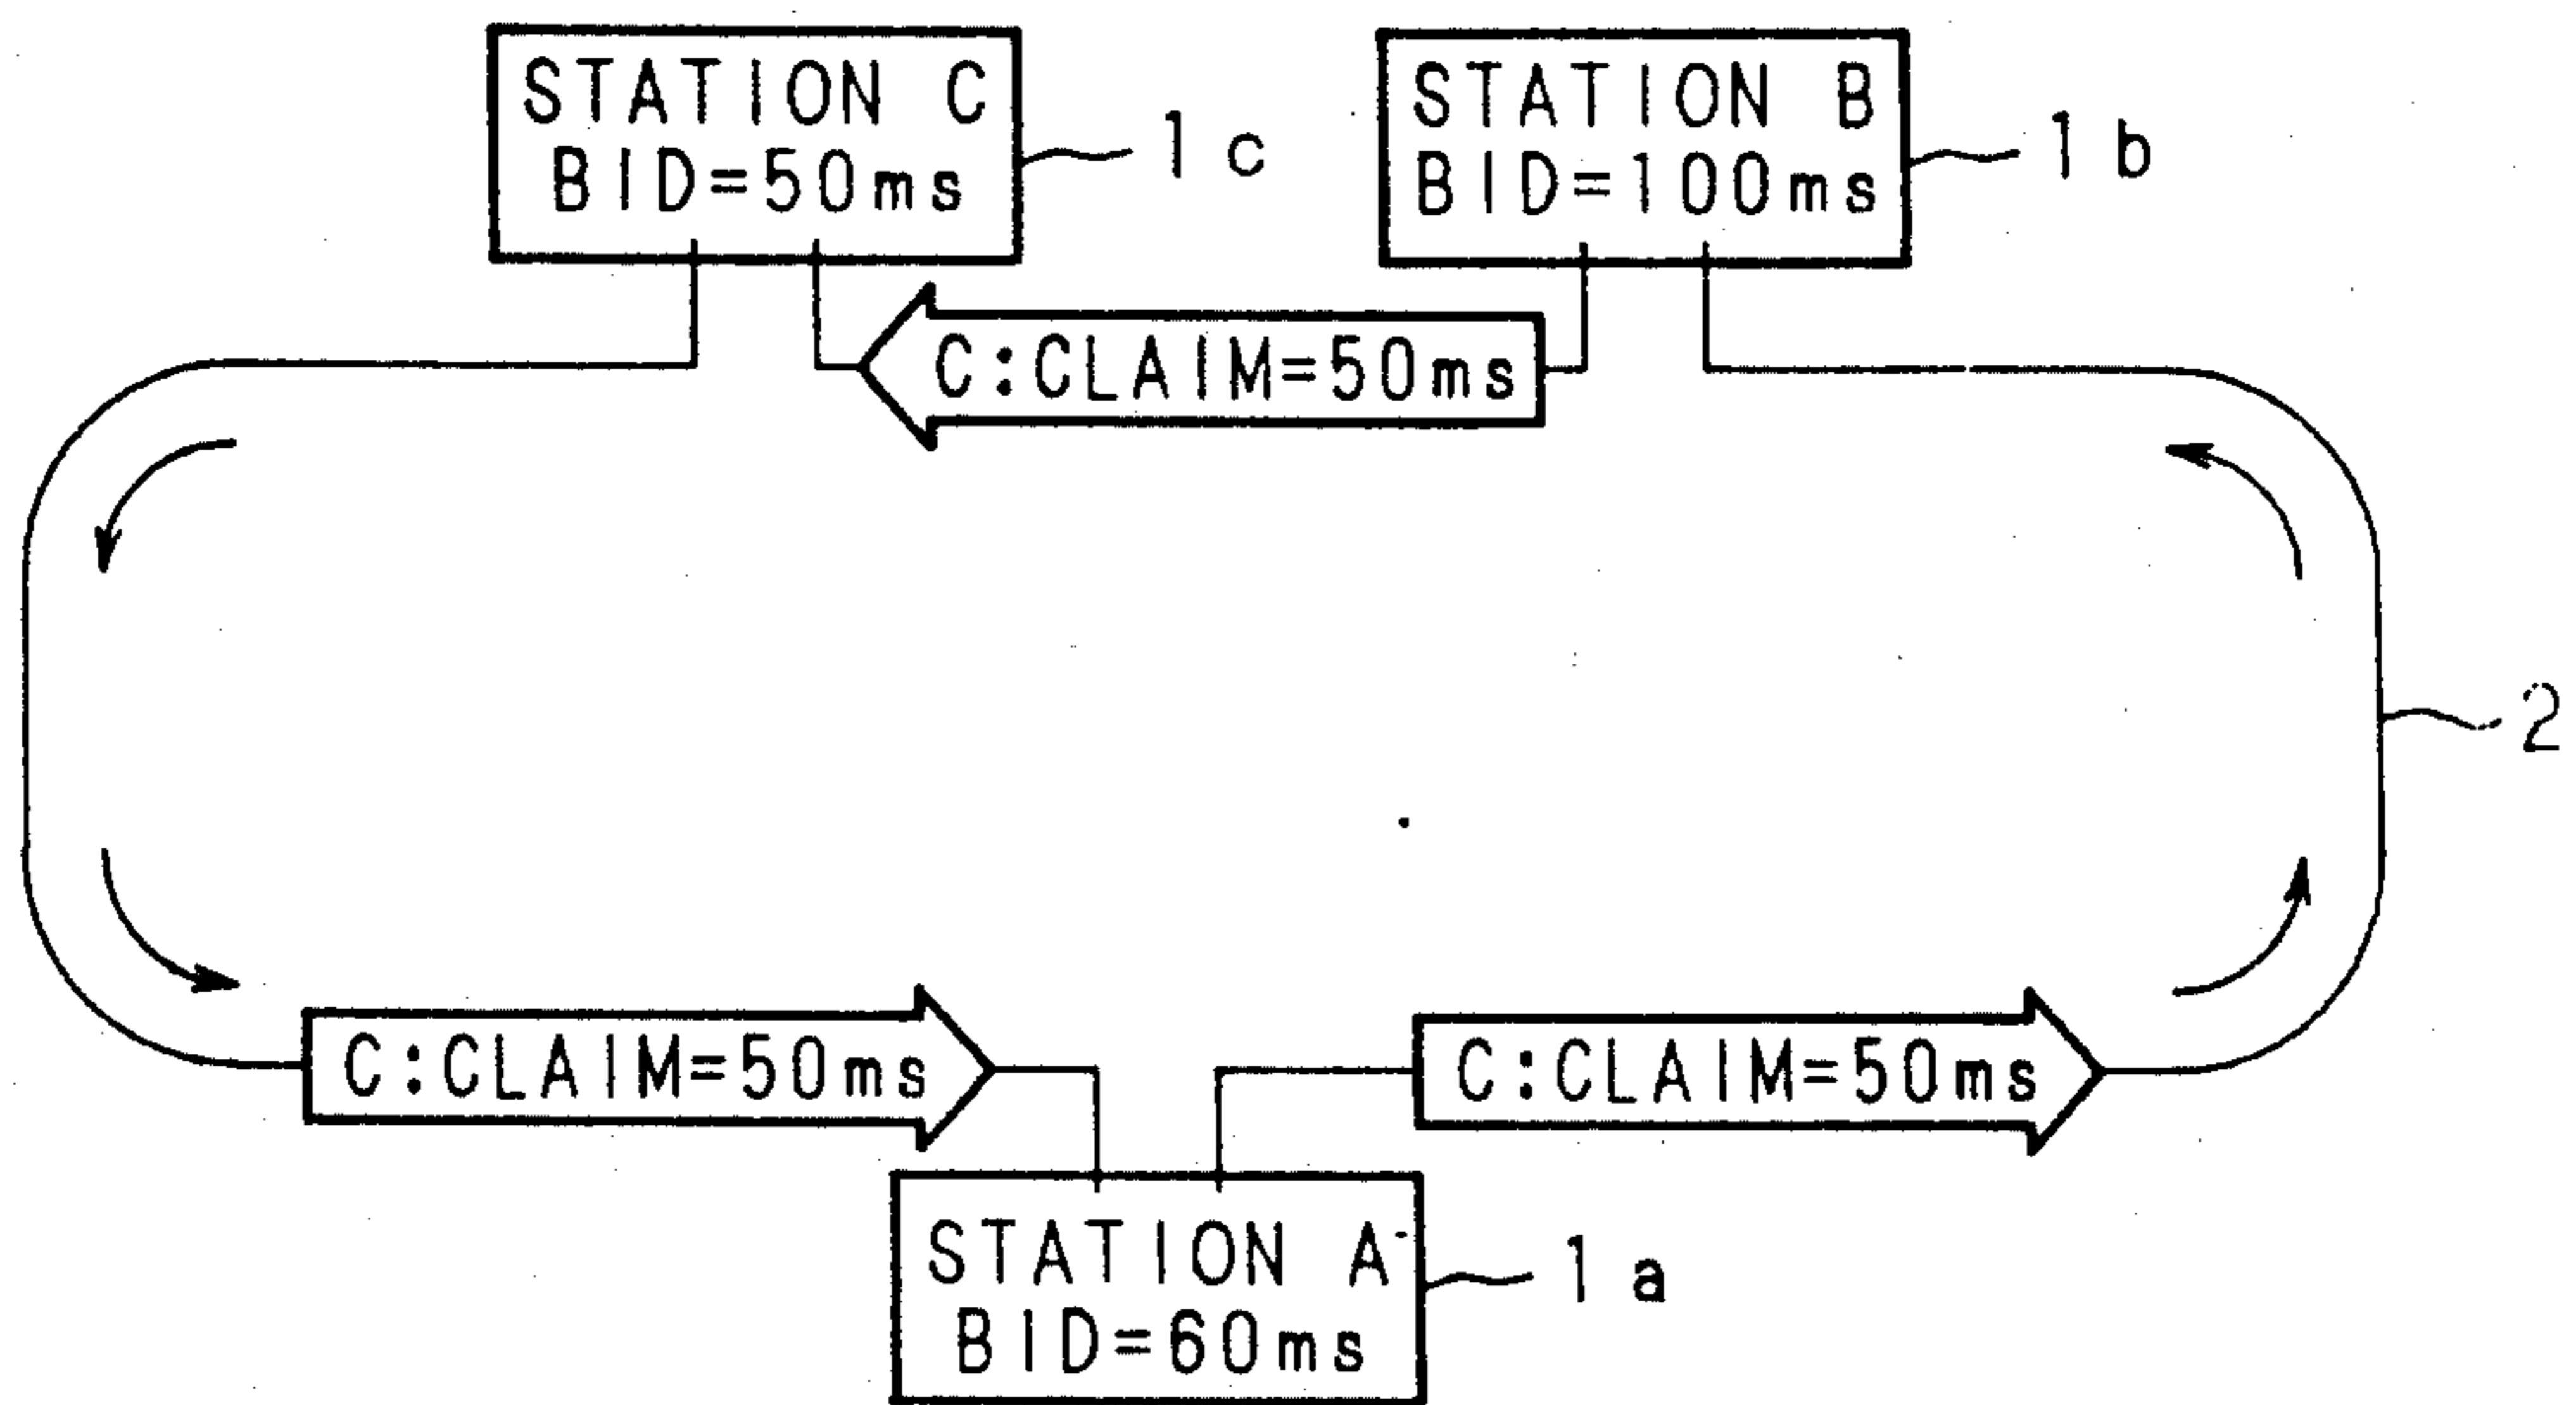 STATION C
BID=50ms
1c
STATION B
BID=100ms
1b
C:CLAIM=50ms
2
C:CLAIM=50ms
C:CLAIM=50ms
STATION A
BID=60ms
1a